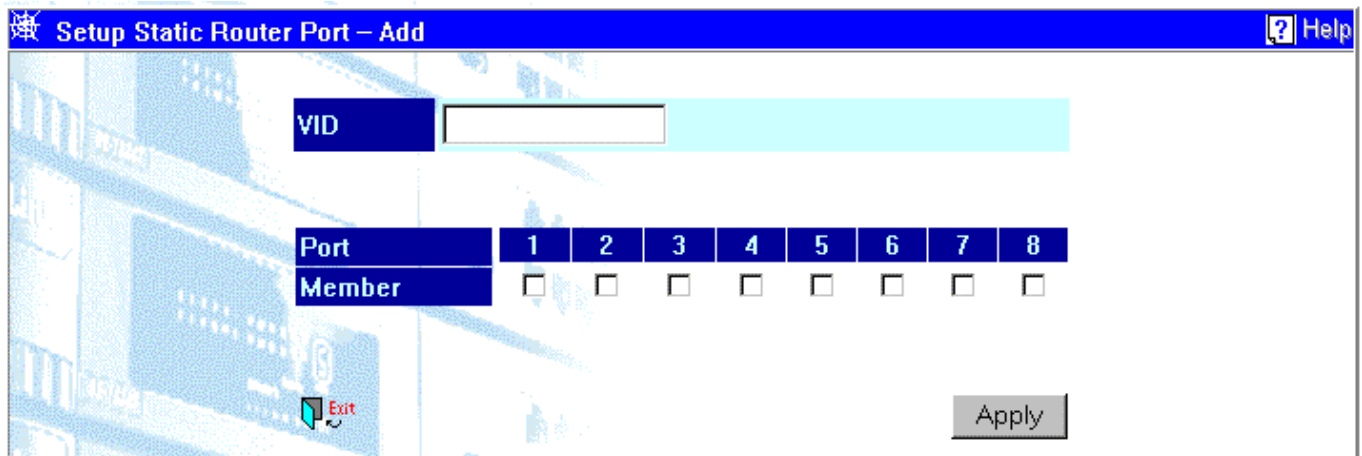 Setup Static Router Port – Add
? Help
VID
Port 1 2 3 4 5 6 7 8
Member
Exit
Apply